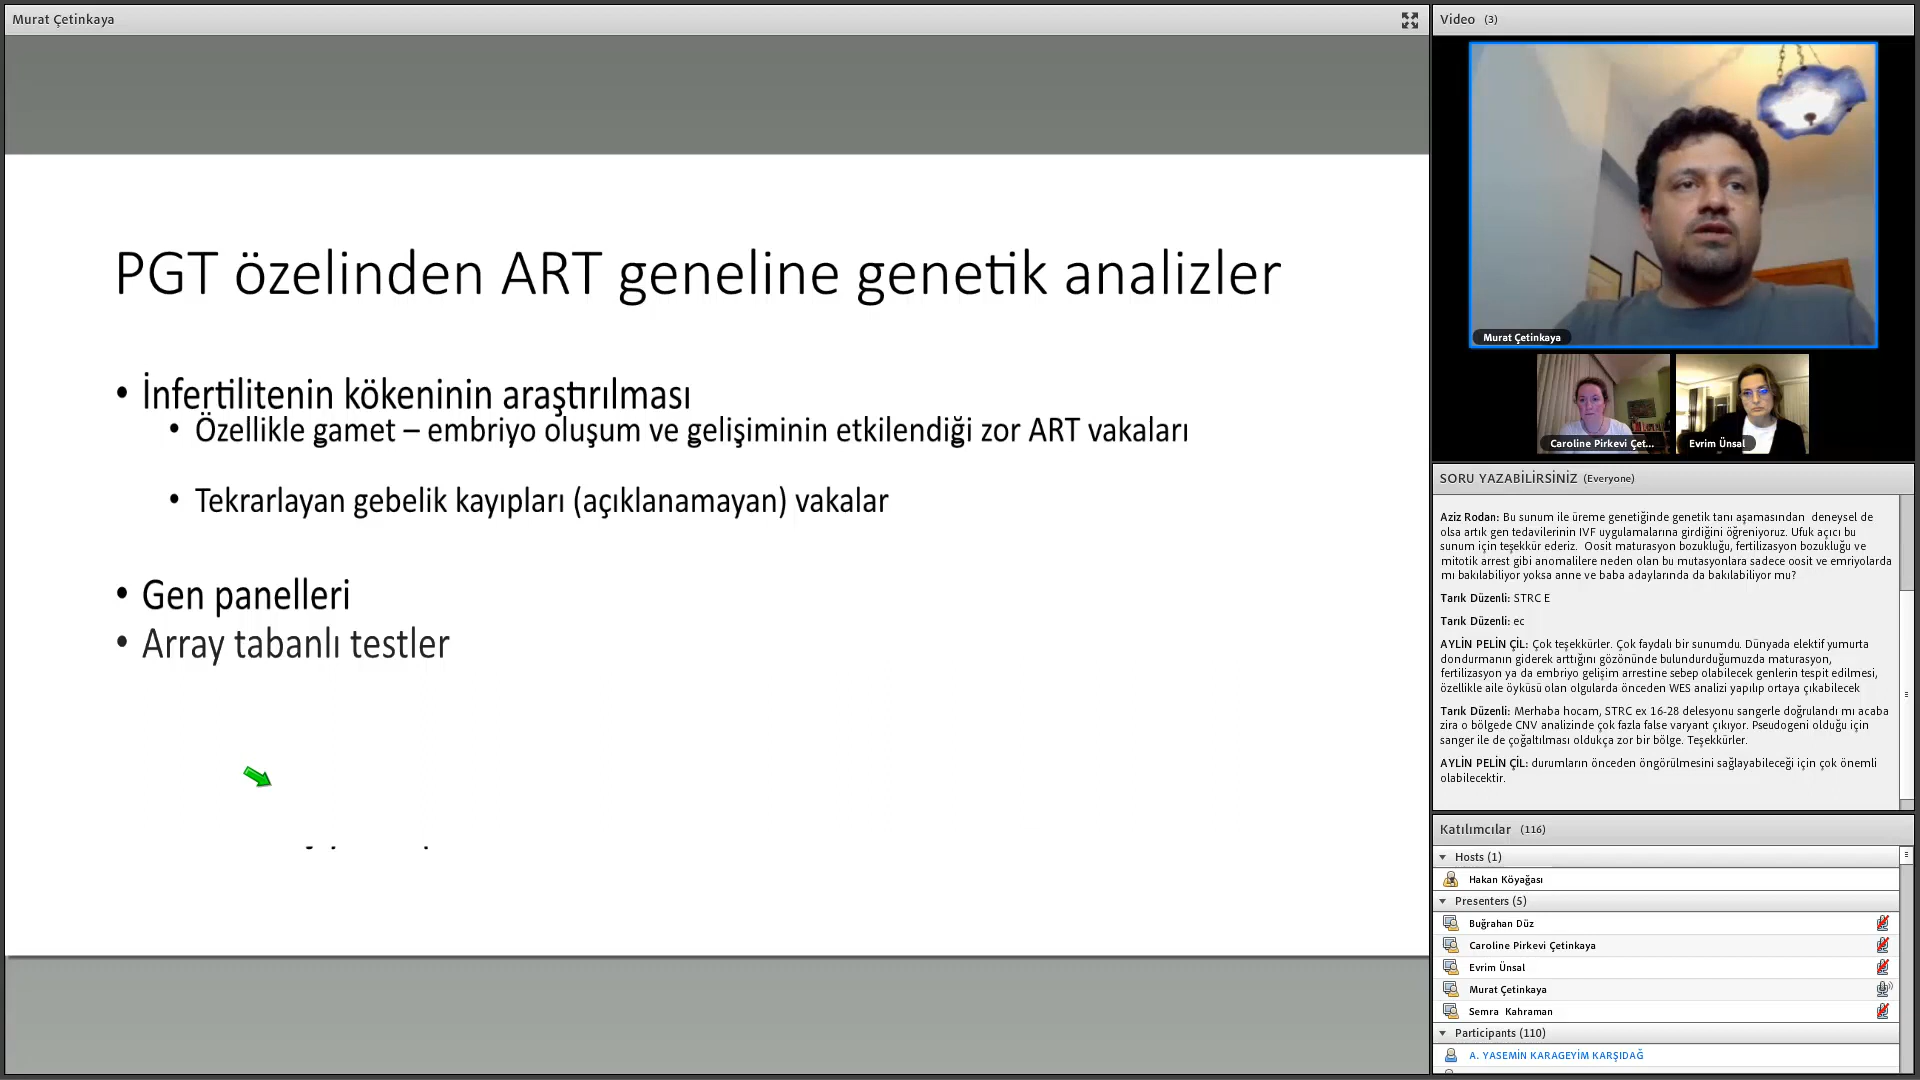 Murat Çetinkaya
PGT özelinden ART geneline genetik analizler
• İnfertilitenin kökeninin araştırılması
• Özellikle gamet – embriyo oluşum ve gelişiminin etkilendiği zor ART vakaları
• Tekrarlayan gebelik kayıpları (açıklanamayan) vakalar
• Gen panelleri
• Array tabanlı testler
Video (3)
Murat Çetinkaya
Caroline Pirkevi Çet...
Evrim Ünsal
SORU YAZABİLİRSİNİZ (Everyone)
Aziz Rodan: Bu sunum ile üreme genetiğinde genetik tanı aşamasından deneysel de
olsa artık gen tedavilerinin IVF uygulamalarına girdiğini öğreniyoruz. Ufuk açıcı bu
sunum için teşekkür ederiz. Oosit maturasyon bozukluğu, fertilizasyon bozukluğu ve
mitotik arrest gibi anomalilere neden olan bu mutasyonlara sadece oosit ve emriyolarda
mı bakılabiliyor yoksa anne ve baba adaylarında da bakılabiliyor mu?
Tarık Düzenli: STRC E
Tarık Düzenli: ec
AYLİN PELİN ÇİL: Çok teşekkürler. Çok faydalı bir sunumdu. Dünyada elektif yumurta
dondurmanın giderek arttığını gözönünde bulundurduğumuzda maturasyon,
fertilizasyon ya da embriyo gelişim arrestine sebep olabilecek genlerin tespit edilmesi,
özellikle aile öyküsü olan olgularda önceden WES analizi yapılıp ortaya çıkabilecek
Tarık Düzenli: Merhaba hocam, STRC ex 16-28 delesyonu sangerle doğrulandı mı acaba
zira o bölgede CNV analizinde çok fazla false varyant çıkıyor. Pseudogeni olduğu için
sanger ile de çoğaltılması oldukça zor bir bölge. Teşekkürler.
AYLİN PELİN ÇİL: durumların önceden öngörülmesini sağlayabileceği için çok önemli
olabilecektir.
Katılımcılar (116)
Hosts (1)
Hakan Köyağası
Presenters (5)
Buğrahan Düz
Caroline Pirkevi Çetinkaya
Evrim Ünsal
Murat Çetinkaya
Semra Kahraman
Participants (110)
A. YASEMİN KARAGEYİM KARŞIDAĞ